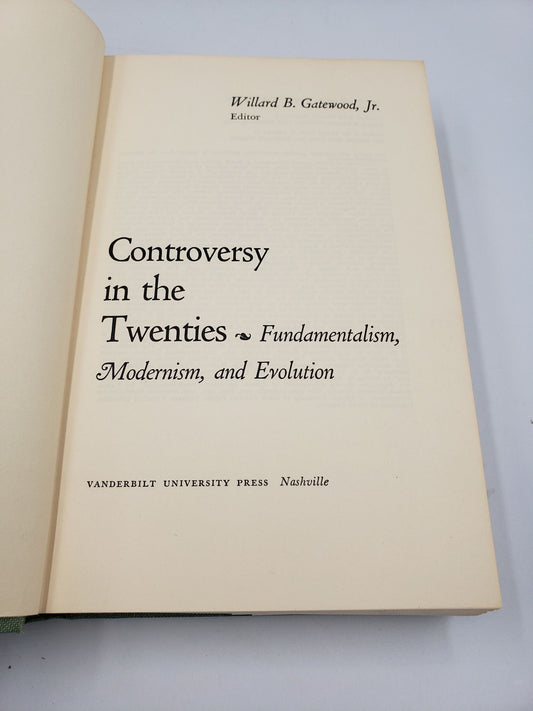 Willard B. Gatewood, Jr.
Editor
Controversy
in the
Twenties Fundamentalism,
Modernism, and Evolution
VANDERBILT UNIVERSITY PRESS Nashville